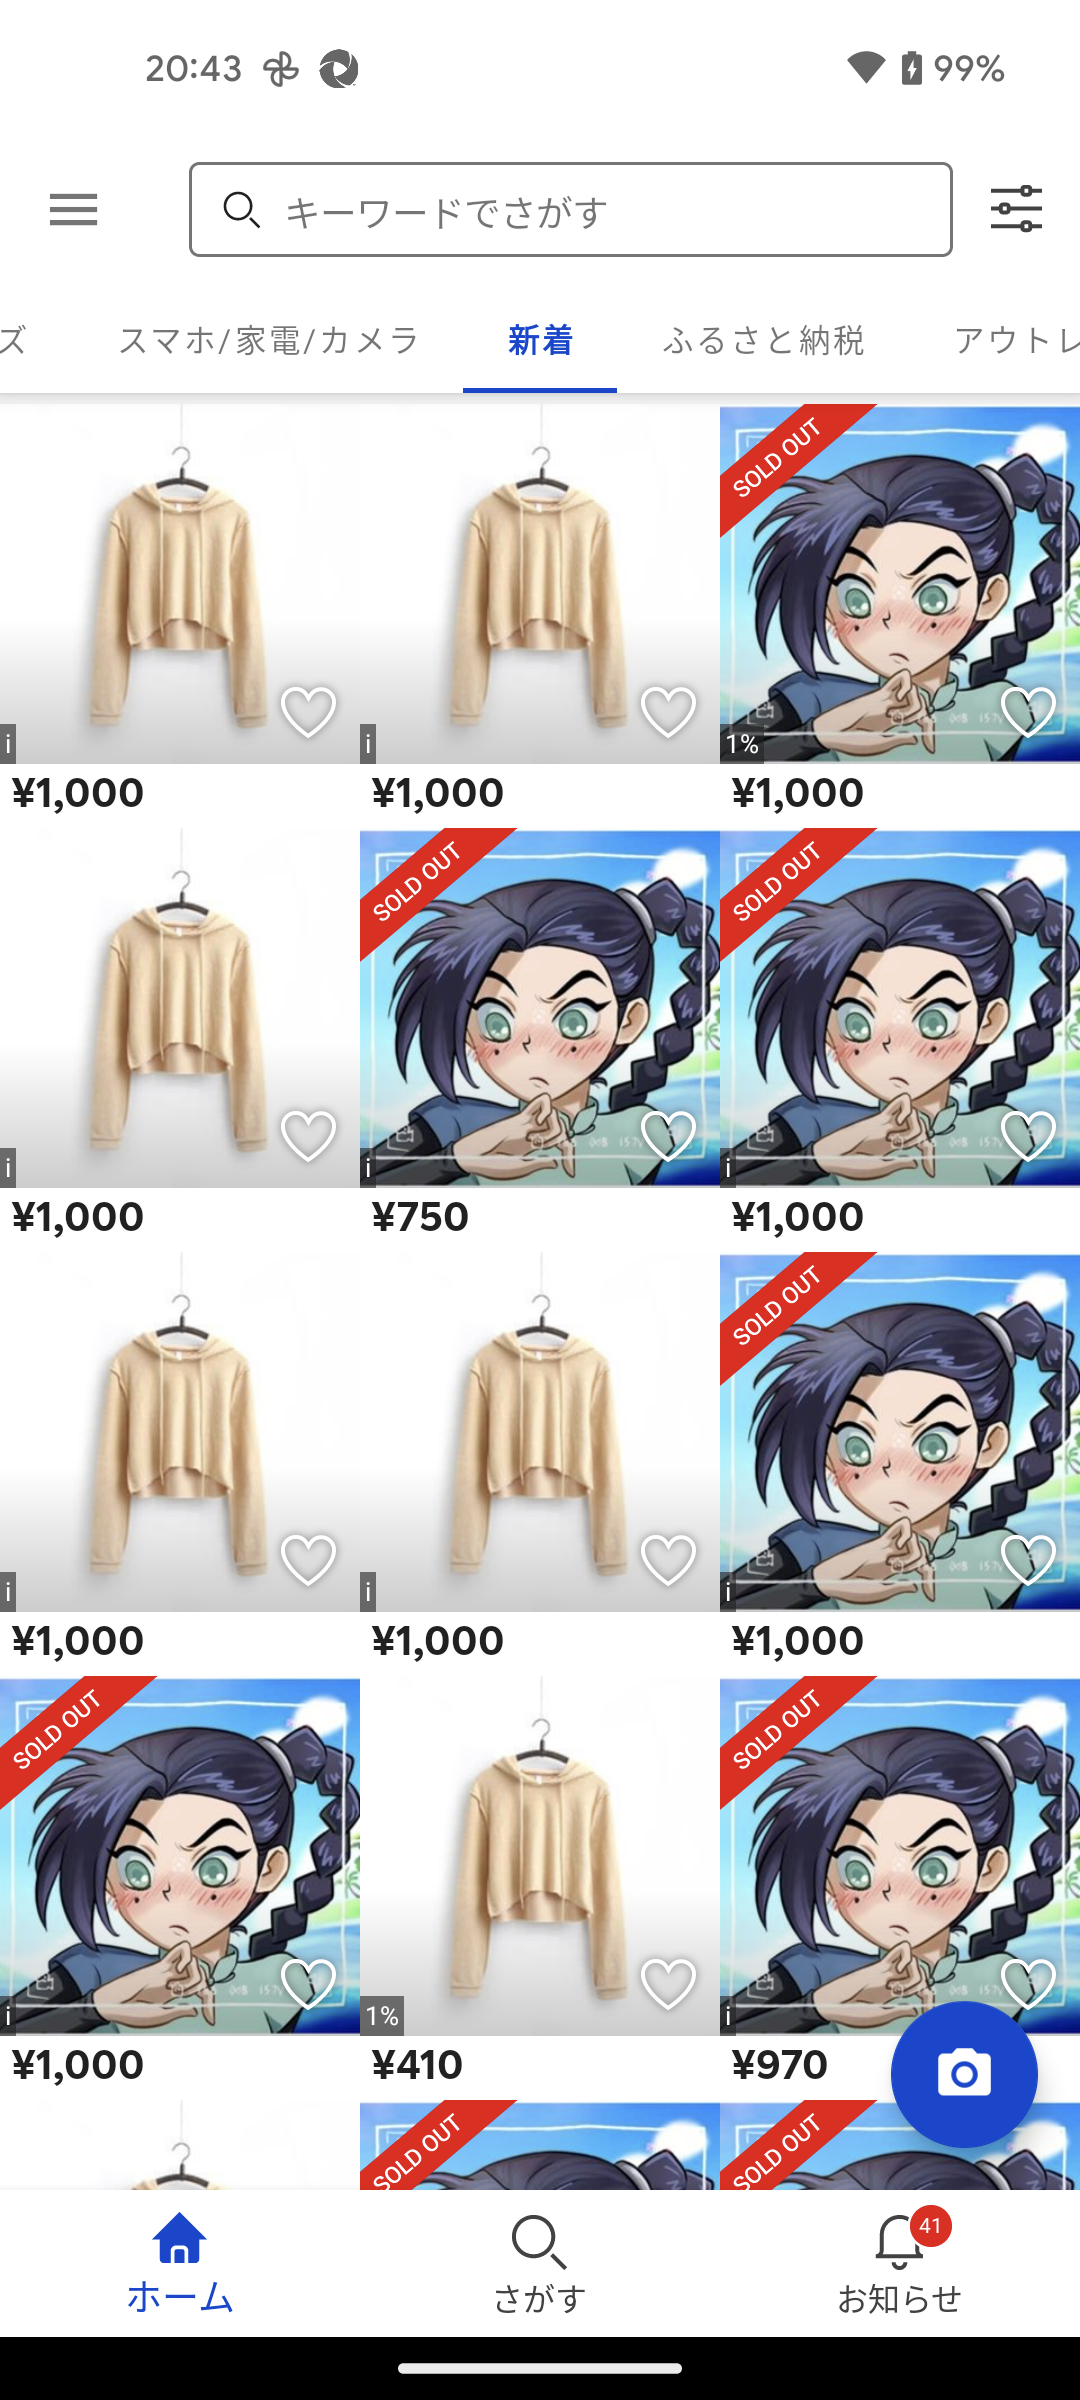 20:43 99%
キーワードでさがす
ズ スマホ/家電/カメラ 新着 ふるさと納税 アウトレ
SOLD OUT
i i 1%
¥1,000 ¥1,000 ¥1,000
SOLD OUT SOLD OUT
i i i
¥1,000 ¥750 ¥1,000
SOLD OUT
i i i
¥1,000 ¥1,000 ¥1,000
SOLD OUT SOLD OUT
i 1% i
¥1,000 ¥410 ¥970
SOLD OUT SOLD OUT
41
ホーム さがす お知らせ